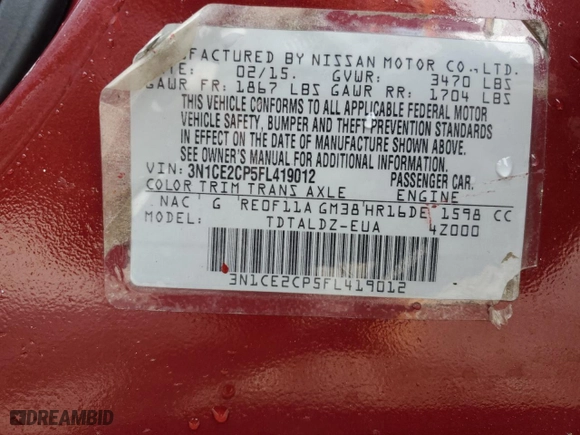 FACTURED BY NISSAN MOTOR CO., LTD.
TE: 02/15. GVWR: 3470 LBS
GAWR FR: 1867 LBS GAWR RR: 1704 LBS
THIS VEHICLE CONFORMS TO ALL APPLICABLE FEDERAL MOTOR
VEHICLE SAFETY, BUMPER AND THEFT PREVENTION STANDARDS
IN EFFECT ON THE DATE OF MANUFACTURE SHOWN ABOVE.
SEE OWNER'S MANUAL FOR ADDITIONAL INFORMATION.
VIN: 3N1CE2CP5FL419012 PASSENGER CAR.
COLOR TRIM TRANS AXLE ENGINE
NAC G RE0F11A GM38 HR16DE 1598 CC
MODEL: TDTALDZ-EUA 4Z000
3N1CE2CP5FL419012
DREAMBID